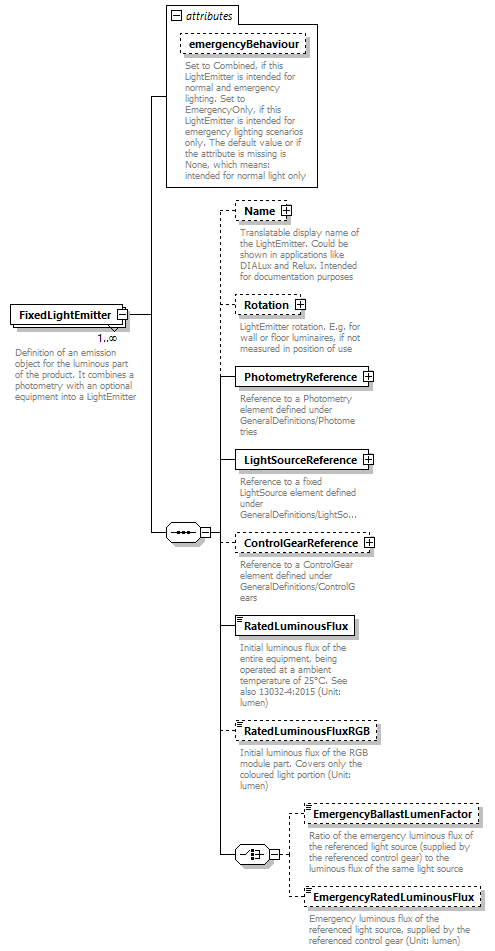 attributes
emergencyBehaviour
Set to Combined, if this
LightEmitter is intended for
normal and emergency
lighting. Set to
EmergencyOnly, if this
LightEmitter is intended for
emergency lighting scenarios
only. The default value or if
the attribute is missing is
None, which means:
intended for normal light only
Name
Translatable display name of
the LightEmitter. Could be
shown in applications like
DIALux and Relux. Intended
for documentation purposes
Rotation
LightEmitter rotation. E.g. for
wall or floor luminaires, if not
measured in position of use
FixedLightEmitter
1..∞
Definition of an emission
object for the luminous part
of the product. It combines a
photometry with an optional
equipment into a LightEmitter
PhotometryReference
Reference to a Photometry
element defined under
GeneralDefinitions/Photome
tries
LightSourceReference
Reference to a fixed
LightSource element defined
under
GeneralDefinitions/LightSo...
ControlGearReference
Reference to a ControlGear
element defined under
GeneralDefinitions/ControlG
ears
RatedLuminousFlux
Initial luminous flux of the
entire equipment, being
operated at a ambient
temperature of 25°C. See
also 13032-4:2015 (Unit:
lumen)
RatedLuminousFluxRGB
Initial luminous flux of the RGB
module part. Covers only the
coloured light portion (Unit:
lumen)
EmergencyBallastLumenFactor
Ratio of the emergency luminous flux of
the referenced light source (supplied by
the referenced control gear) to the
luminous flux of the same light source
EmergencyRatedLuminousFlux
Emergency luminous flux of the
referenced light source, supplied by the
referenced control gear (Unit: lumen)